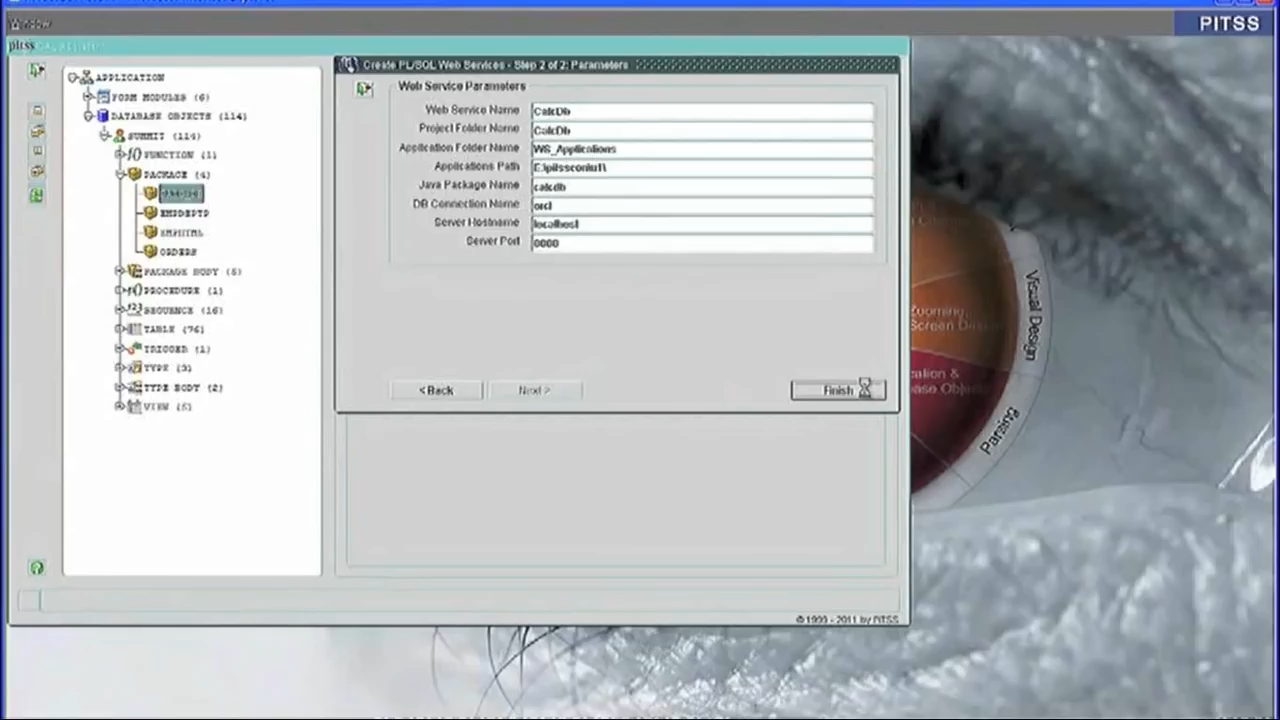 Window
PITSS
pitss
Create PL/SQL Web Services - Step 2 of 2: Parameters
APPLICATION
FORM MODULES (6)
DATABASE OBJECTS (114)
SUMMIT (114)
FUNCTION (1)
PACKAGE (4)
EMPDEPTP
EMPHTML
ORDERS
PACKAGE BODY (5)
PROCEDURE (1)
SEQUENCE (16)
TABLE (76)
TRIGGER (1)
TYPE (3)
TYPE BODY (2)
VIEW (5)
Web Service Parameters
Web Service Name CalcDb
Project Folder Name CalcDb
Application Folder Name WS_Applications
Applications Path
Java Package Name calcdb
DB Connection Name orcl
Server Hostname localhost
Server Port
< Back
Next >
Finish
Zooming,
Screen Design
Visual Design
Parsing
© 1999 - 2011 by PITSS